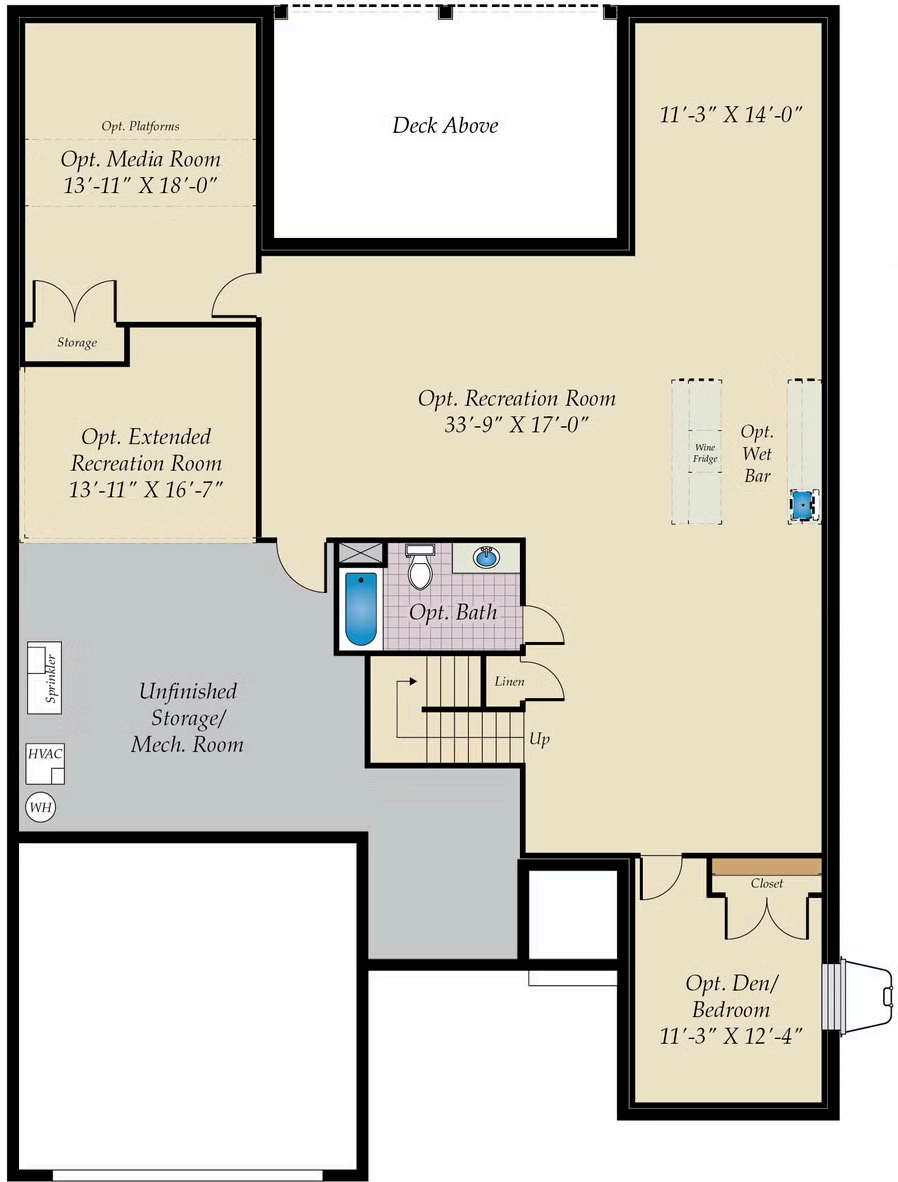 Deck Above
11'-3" X 14'-0"
Opt. Platforms
Opt. Media Room
13'-11" X 18'-0"
Storage
Opt. Extended
Recreation Room
13'-11" X 16'-7"
Opt. Recreation Room
33'-9" X 17'-0"
Wine
Fridge
Opt.
Wet
Bar
Opt. Bath
Linen
Up
Sprinkler
Unfinished
Storage/
Mech. Room
HVAC
WH
Closet
Opt. Den/
Bedroom
11'-3" X 12'-4"